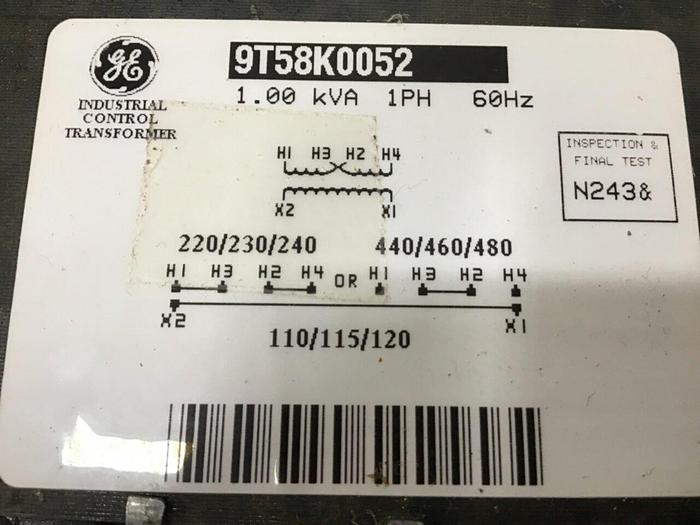 GE
9T58K0052
1.00 kVA 1PH 60Hz
INDUSTRIAL
CONTROL
TRANSFORMER
INSPECTION &
FINAL TEST
N243&
H1 H3 H2 H4
X2 X1
220/230/240 440/460/480
H1 H3 H2 H4 OR H1 H3 H2 H4
X2 X1
110/115/120